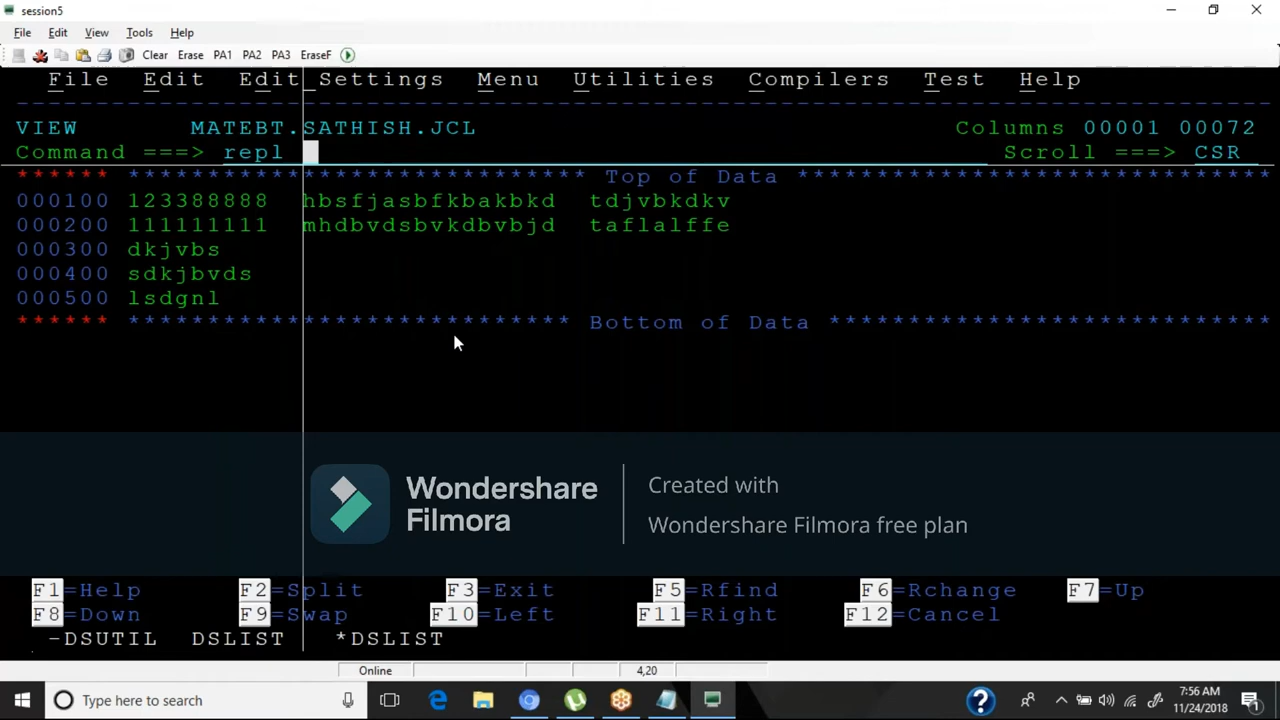 session5
File Edit View Tools Help
Clear Erase PA1 PA2 PA3 EraseF
File Edit Edit_Settings Menu Utilities Compilers Test Help
VIEW MATEBT.SATHISH.JCL Columns 00001 00072
Command ===> repl Scroll ===> CSR
****** **************************** Top of Data ******************************
000100 123388888 hbsfjasbfkbakbkd tdjvbkdkv
000200 111111111 mhdbvdsbvkdbvbjd taflalffe
000300 dkjvbs
000400 sdkjbvds
000500 lsdgnl
****** **************************** Bottom of Data ****************************
Wondershare Filmora
Created with
Wondershare Filmora free plan
F1=Help F2=Split F3=Exit F5=Rfind F6=Rchange F7=Up
F8=Down F9=Swap F10=Left F11=Right F12=Cancel
-DSUTIL DSLIST *DSLIST
Online 4,20
Type here to search
7:56 AM
11/24/2018